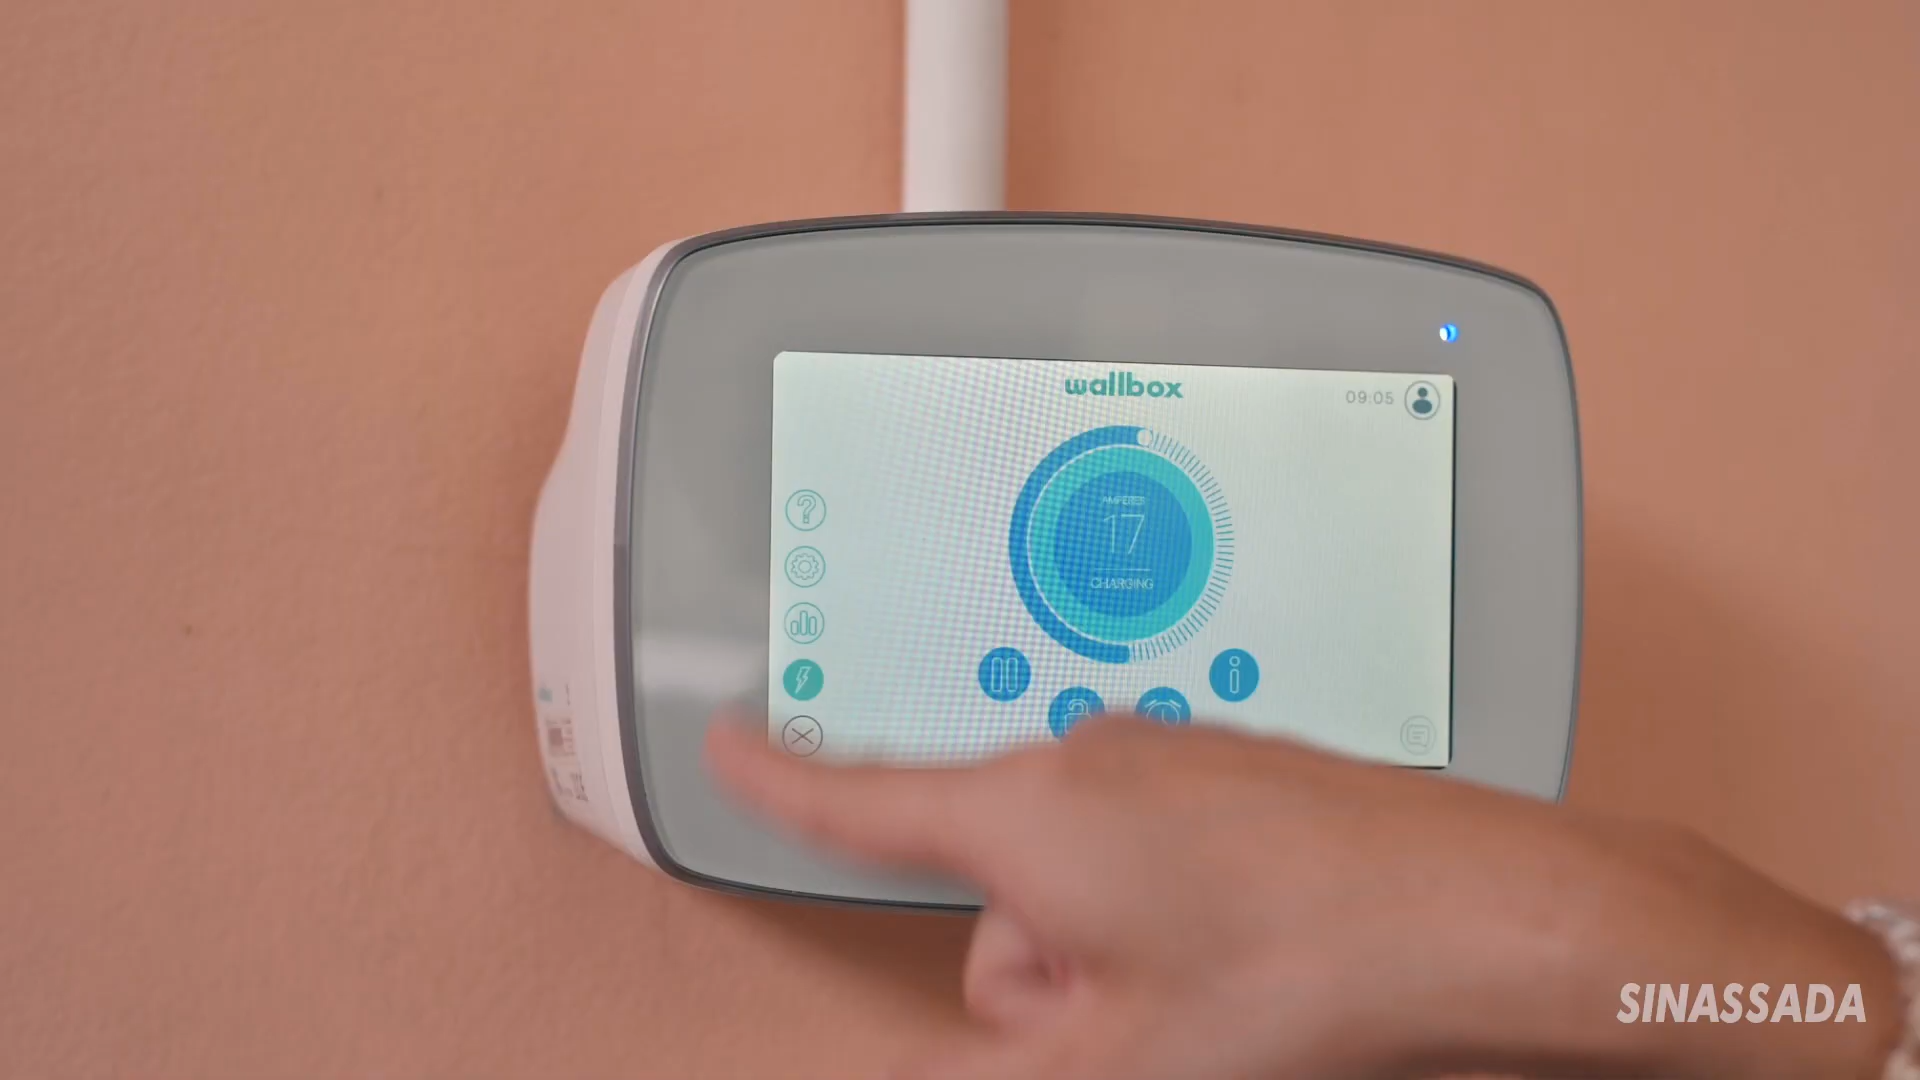 wallbox
09:05
AMPERES
17
CHARGING
SINASSADA